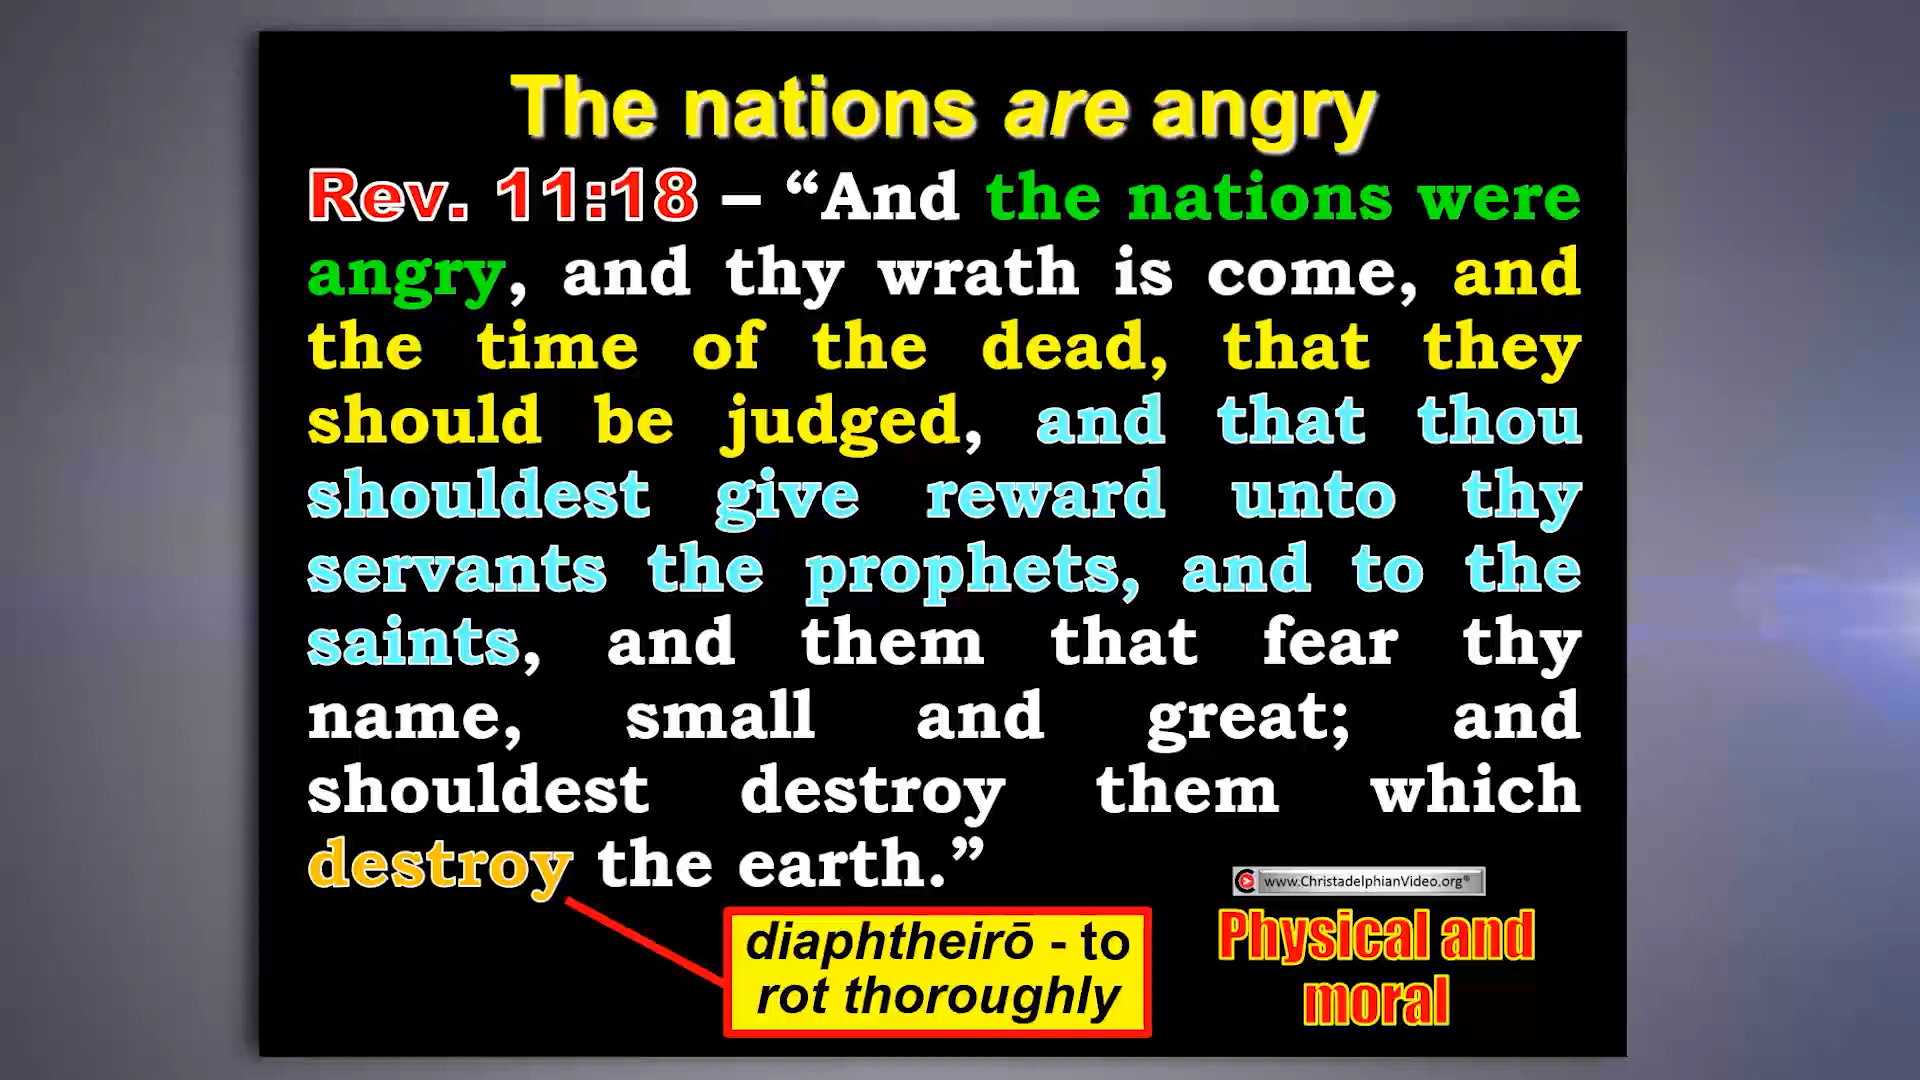 The nations are angry
Rev. 11:18 – “And the nations were
angry, and thy wrath is come, and
the time of the dead, that they
should be judged, and that thou
shouldest give reward unto thy
servants the prophets, and to the
saints, and them that fear thy
name, small and great; and
shouldest destroy them which
destroy the earth.”
www.ChristadelphianVideo.org®
diaphtheirō - to
rot thoroughly
Physical and
moral